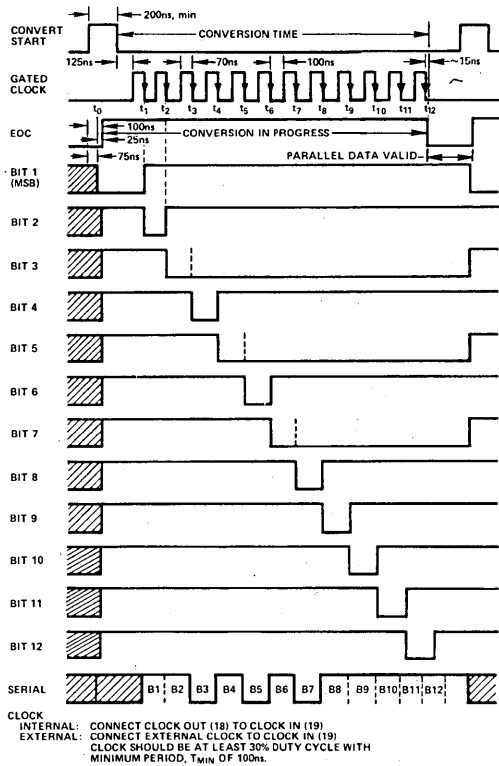 CONVERT START
200ns, min
CONVERSION TIME
125ns
70ns
100ns
~15ns
GATED CLOCK
t0 t1 t2 t3 t4 t5 t6 t7 t8 t9 t10 t11 t12
EOC
100ns
CONVERSION IN PROGRESS
25ns
75ns
PARALLEL DATA VALID
BIT 1
(MSB)
BIT 2
BIT 3
BIT 4
BIT 5
BIT 6
BIT 7
BIT 8
BIT 9
BIT 10
BIT 11
BIT 12
SERIAL
B1 B2 B3 B4 B5 B6 B7 B8 B9 B10 B11 B12
CLOCK
INTERNAL: CONNECT CLOCK OUT (18) TO CLOCK IN (19)
EXTERNAL: CONNECT EXTERNAL CLOCK TO CLOCK IN (19)
CLOCK SHOULD BE AT LEAST 30% DUTY CYCLE WITH
MINIMUM PERIOD, TMIN OF 100ns.